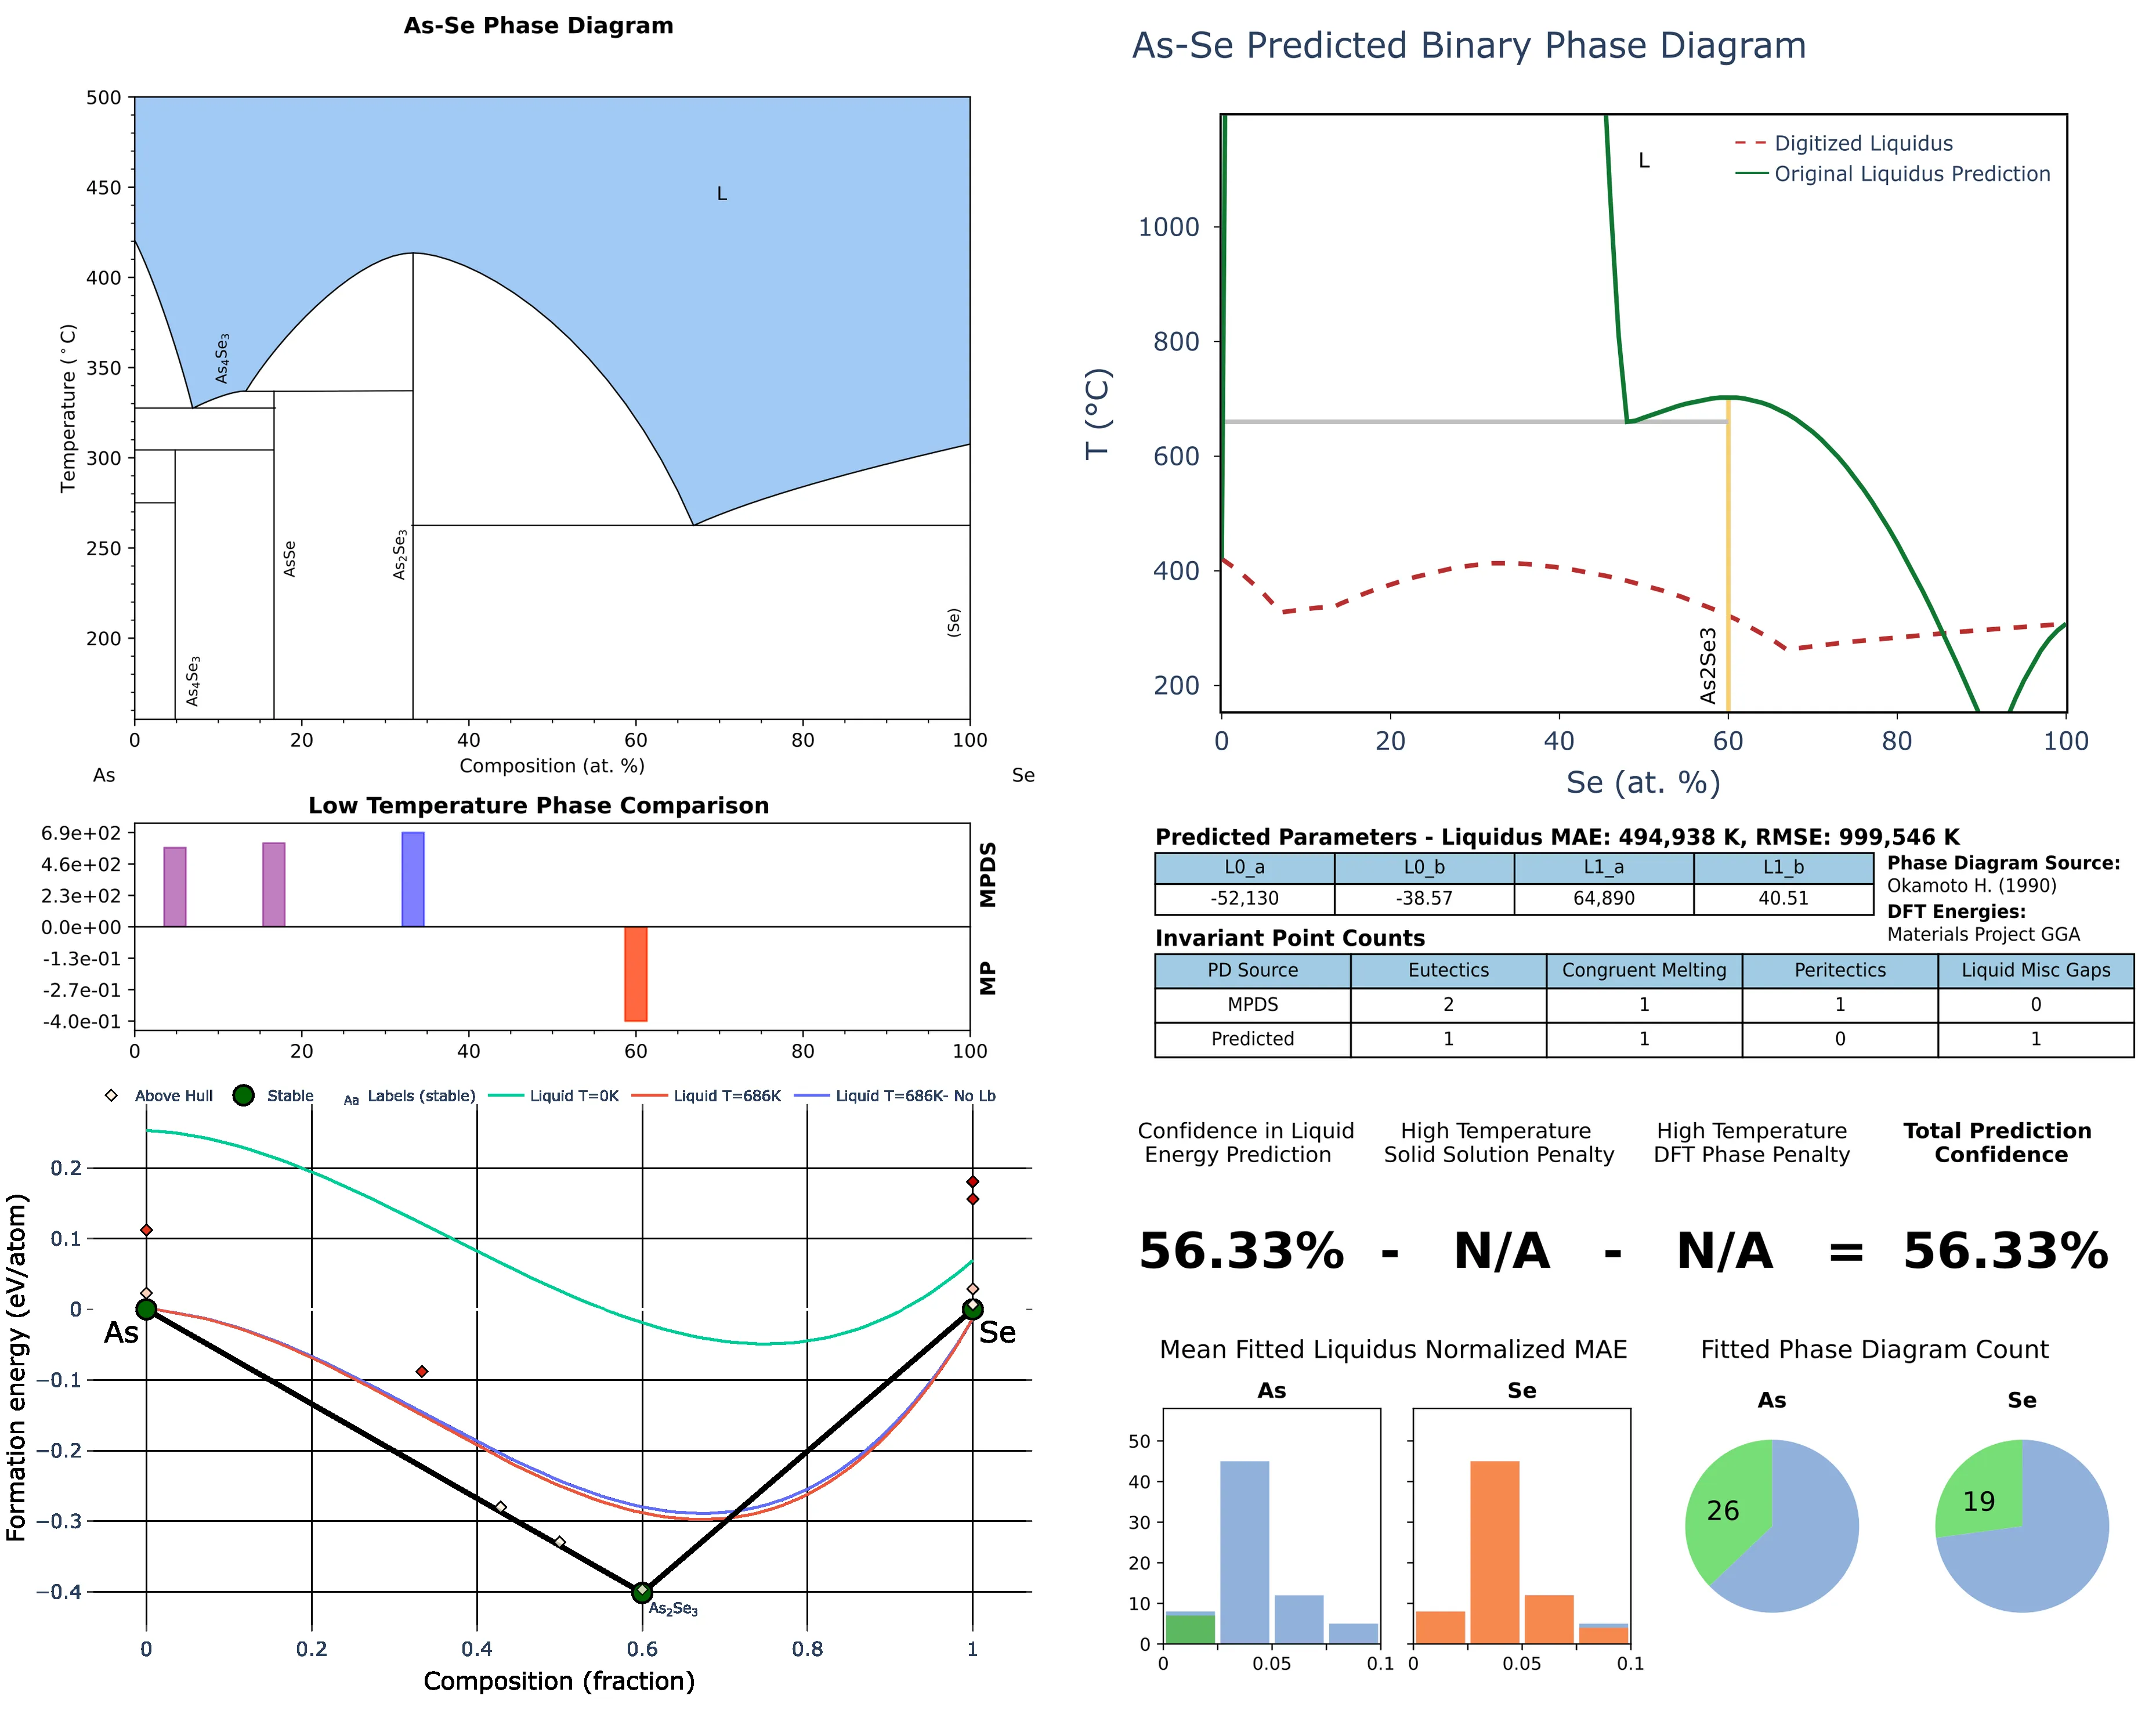 As-Se Phase Diagram
500
450
400
350
300
250
200
Temperature (°C)
L
As4Se3
As4Se3
AsSe
As2Se3
(Se)
0 20 40 60 80 100
Composition (at. %)
As Se
Low Temperature Phase Comparison
6.9e+02
4.6e+02
2.3e+02
0.0e+00
-1.3e-01
-2.7e-01
-4.0e-01
MPDS
MP
0 20 40 60 80 100
Above Hull Stable Aa Labels (stable) Liquid T=0K Liquid T=686K Liquid T=686K- No Lb
0.2
0.1
0
−0.1
−0.2
−0.3
−0.4
Formation energy (eV/atom)
As
Se
As2Se3
0 0.2 0.4 0.6 0.8 1
Composition (fraction)
As-Se Predicted Binary Phase Diagram
Digitized Liquidus
Original Liquidus Prediction
L
1000
800
600
400
200
T (°C)
As2Se3
0 20 40 60 80 100
Se (at. %)
Predicted Parameters - Liquidus MAE: 494,938 K, RMSE: 999,546 K
L0_a L0_b L1_a L1_b
-52,130 -38.57 64,890 40.51
Phase Diagram Source:
Okamoto H. (1990)
DFT Energies:
Materials Project GGA
Invariant Point Counts
PD Source Eutectics Congruent Melting Peritectics Liquid Misc Gaps
MPDS 2 1 1 0
Predicted 1 1 0 1
Confidence in Liquid
Energy Prediction
High Temperature
Solid Solution Penalty
High Temperature
DFT Phase Penalty
Total Prediction
Confidence
56.33% - N/A - N/A = 56.33%
Mean Fitted Liquidus Normalized MAE
As Se
50
40
30
20
10
0
0 0.05 0.1 0 0.05 0.1
Fitted Phase Diagram Count
As Se
26 19